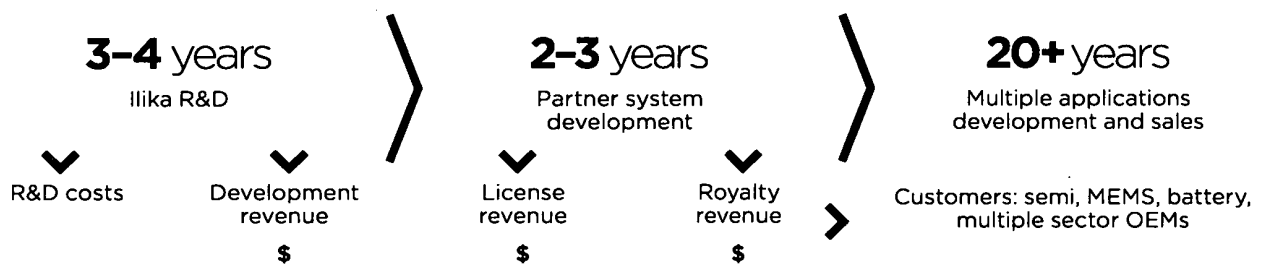 3–4 years
Ilika R&D
R&D costs
Development
revenue
$
2–3 years
Partner system
development
License
revenue
$
Royalty
revenue
$
20+ years
Multiple applications
development and sales
Customers: semi, MEMS, battery,
multiple sector OEMs